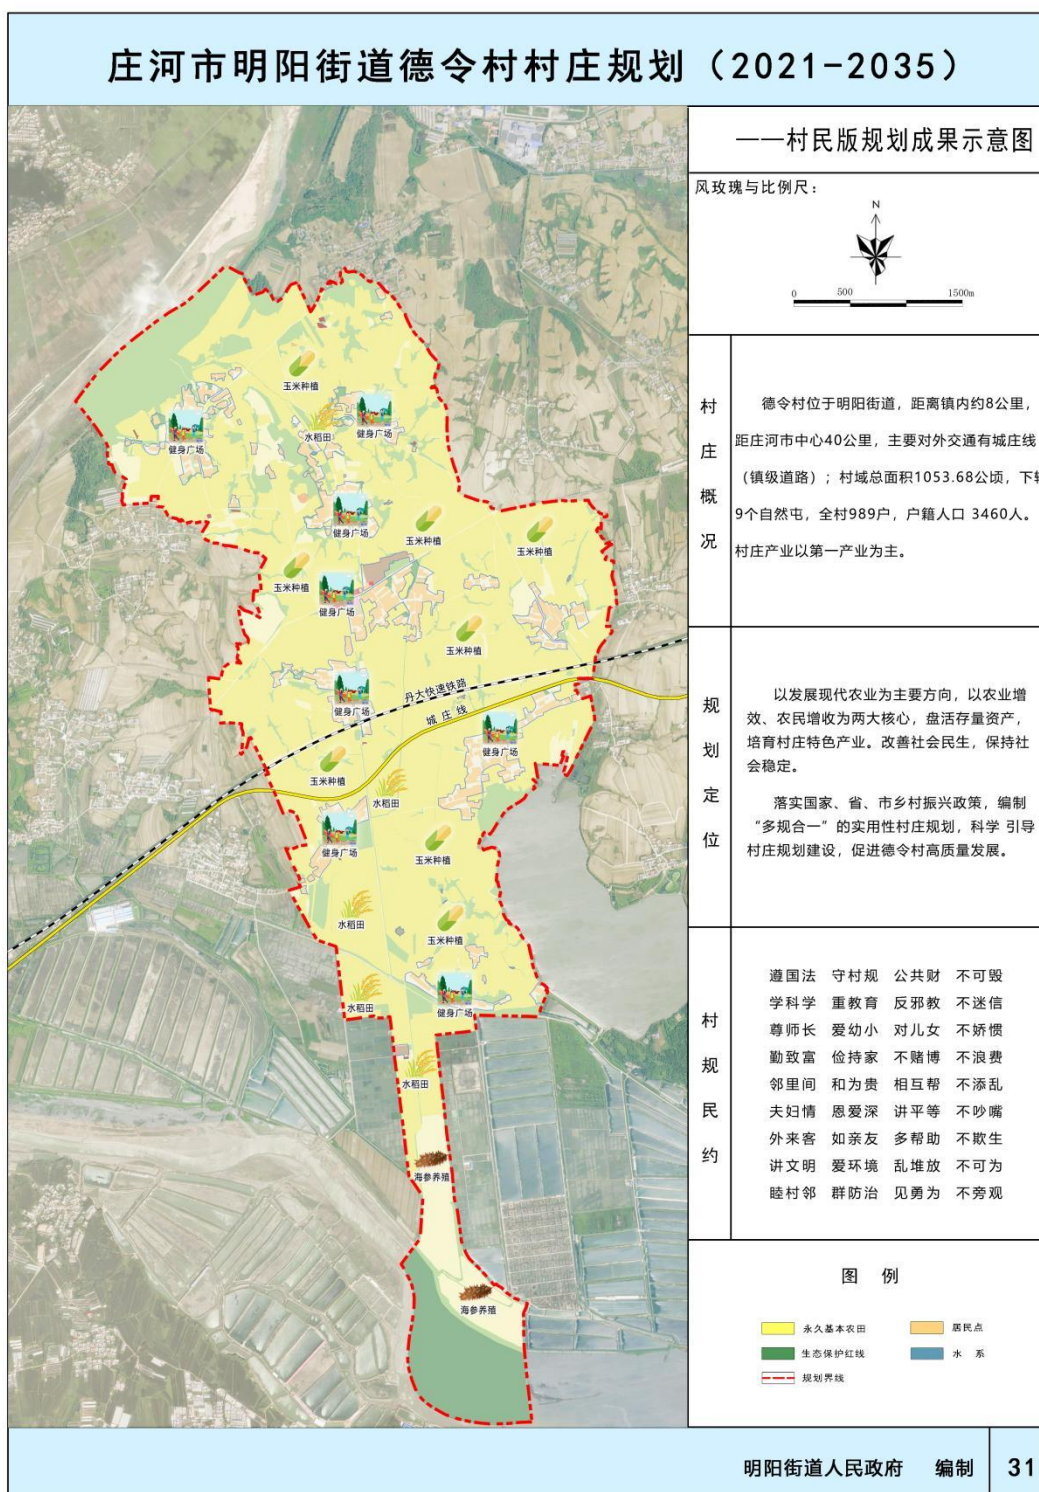 庄河市明阳街道德令村村庄规划（2021-2035）
——村民版规划成果示意图
风玫瑰与比例尺：
N
0 500 1500m
村庄概况
德令村位于明阳街道，距离镇内约8公里，
距庄河市中心40公里，主要对外交通有城庄线
（镇级道路）；村域总面积1053.68公顷，下
9个自然屯，全村989户，户籍人口 3460人。
村庄产业以第一产业为主。
规划定位
以发展现代农业为主要方向，以农业增
效、农民增收为两大核心，盘活存量资产，
培育村庄特色产业。改善社会民生，保持社
会稳定。
落实国家、省、市乡村振兴政策，编制
“多规合一”的实用性村庄规划，科学 引导
村庄规划建设，促进德令村高质量发展。
村规民约
遵国法 守村规 公共财 不可毁
学科学 重教育 反邪教 不迷信
尊师长 爱幼小 对儿女 不娇惯
勤致富 俭持家 不赌博 不浪费
邻里间 和为贵 相互帮 不添乱
夫妇情 恩爱深 讲平等 不吵嘴
外来客 如亲友 多帮助 不欺生
讲文明 爱环境 乱堆放 不可为
睦村邻 群防治 见勇为 不旁观
图 例
永久基本农田
居民点
生态保护红线
水 系
规划界线
玉米种植
健身广场
水稻田
健身广场
健身广场
玉米种植
玉米种植
玉米种植
健身广场
玉米种植
丹大快速铁路
健身广场
城庄线
健身广场
玉米种植
水稻田
健身广场
玉米种植
水稻田
玉米种植
水稻田
健身广场
水稻田
海参养殖
海参养殖
明阳街道人民政府 编制
31